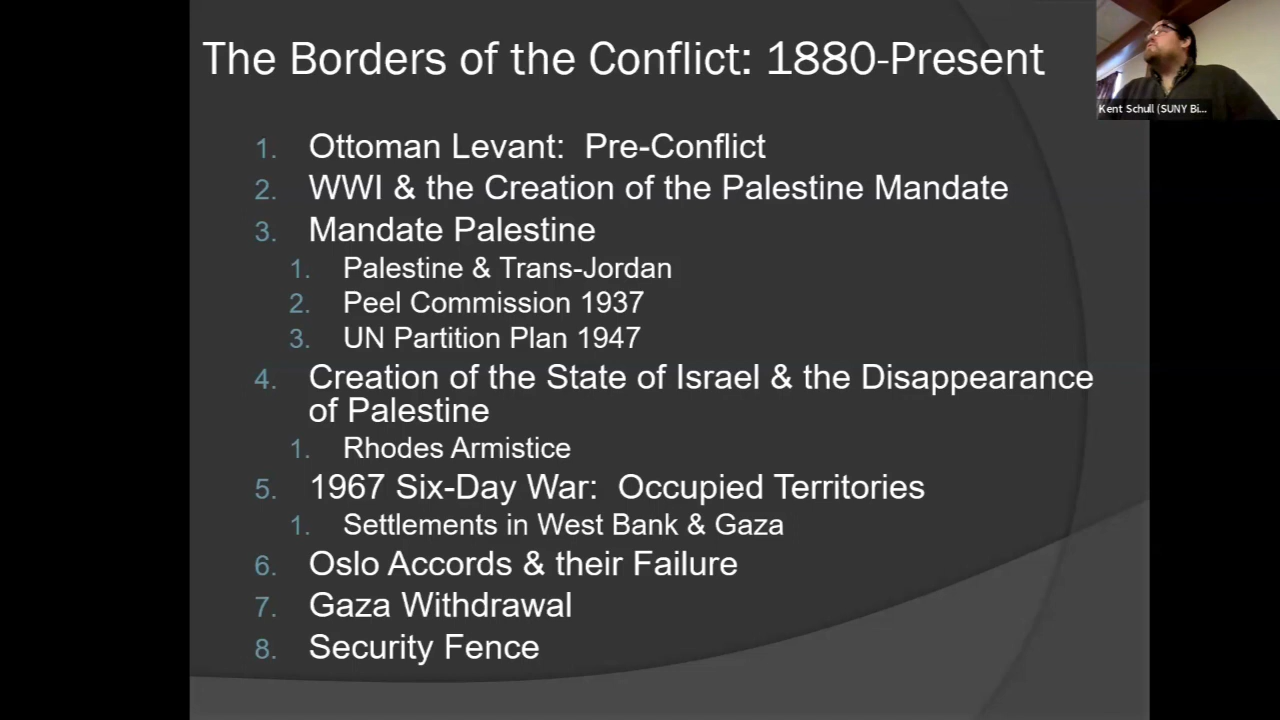 The Borders of the Conflict: 1880-Present
Kent Schull (SUNY Bi...
1. Ottoman Levant: Pre-Conflict
2. WWI & the Creation of the Palestine Mandate
3. Mandate Palestine
1. Palestine & Trans-Jordan
2. Peel Commission 1937
3. UN Partition Plan 1947
4. Creation of the State of Israel & the Disappearance
of Palestine
1. Rhodes Armistice
5. 1967 Six-Day War: Occupied Territories
1. Settlements in West Bank & Gaza
6. Oslo Accords & their Failure
7. Gaza Withdrawal
8. Security Fence